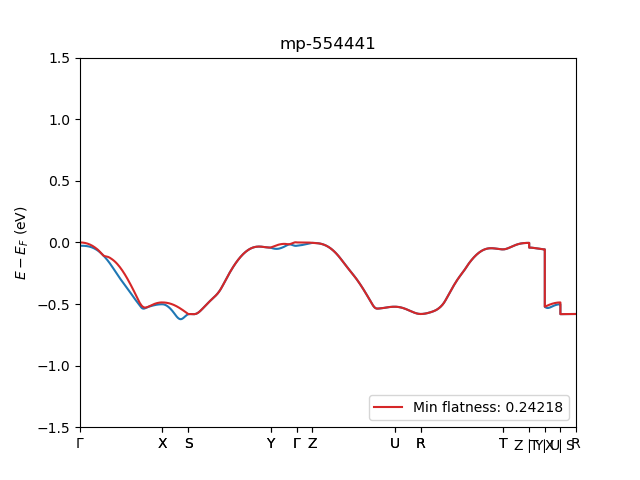 mp-554441
1.5
1.0
0.5
0.0
−0.5
−1.0
−1.5
E − E_F (eV)
Min flatness: 0.24218
Γ X S Y Γ Z U R T Z | T Y | X U | S R